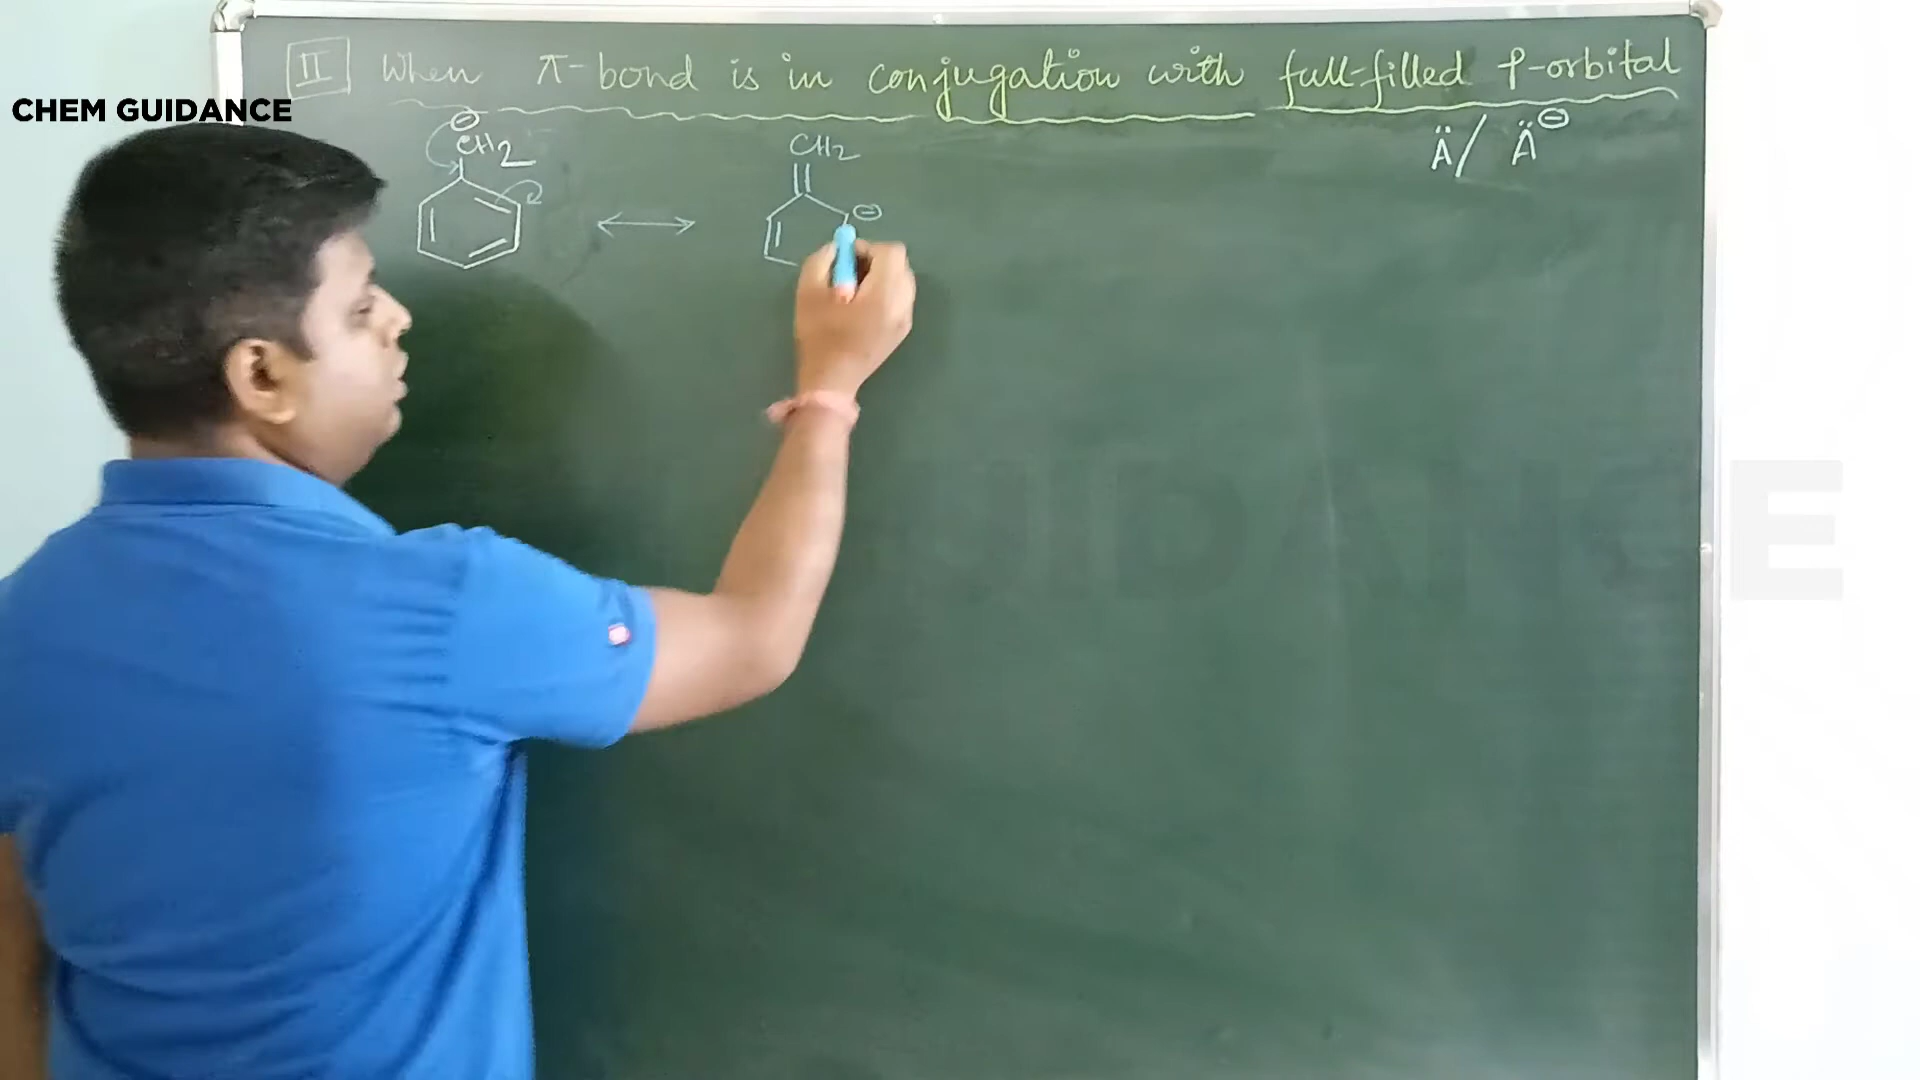 II When π-bond is in conjugation with full-filled P-orbital
CHEM GUIDANCE
⊖
CH2
CH2
Ä / Ä⊖
⊖
E